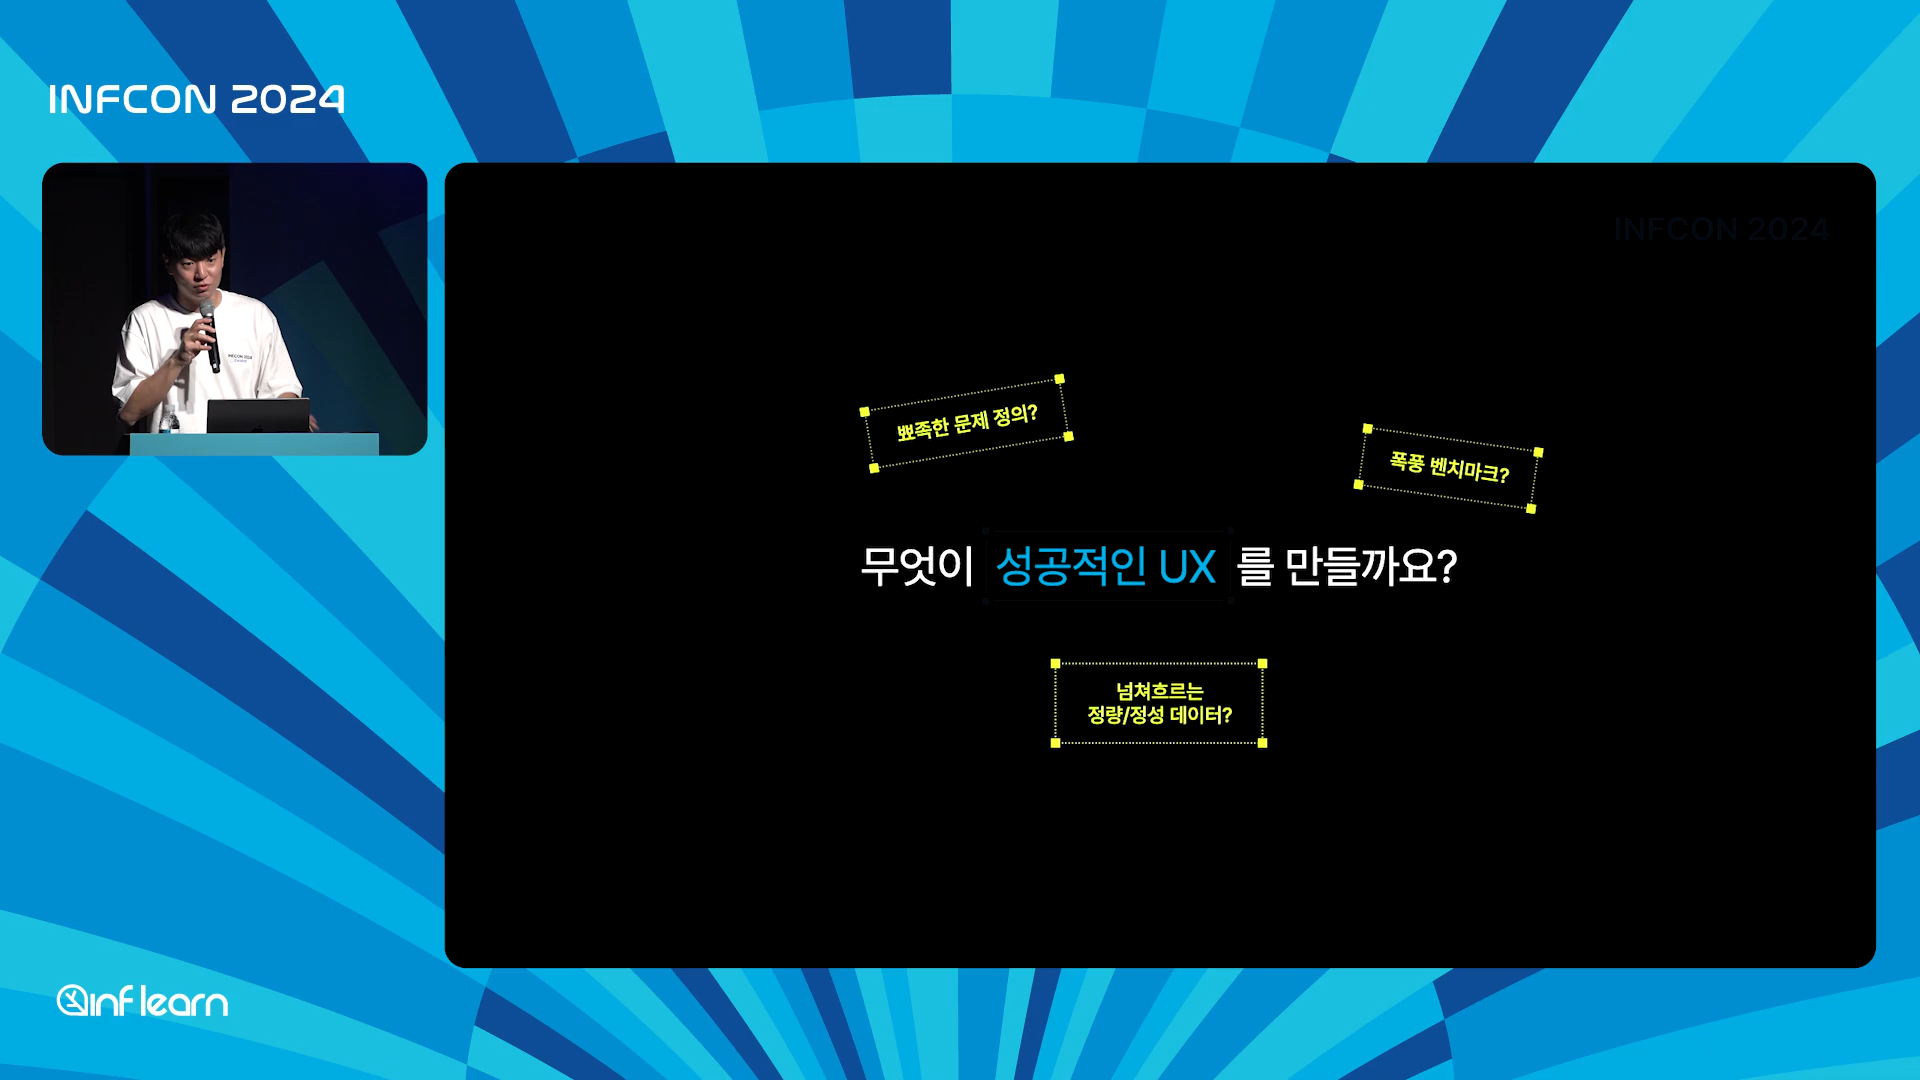 INFCON 2024
INFCON 2024
INFCON 2024
뾰족한 문제 정의?
폭풍 벤치마크?
무엇이 성공적인 UX 를 만들까요?
넘쳐흐르는
정량/정성 데이터?
inflearn